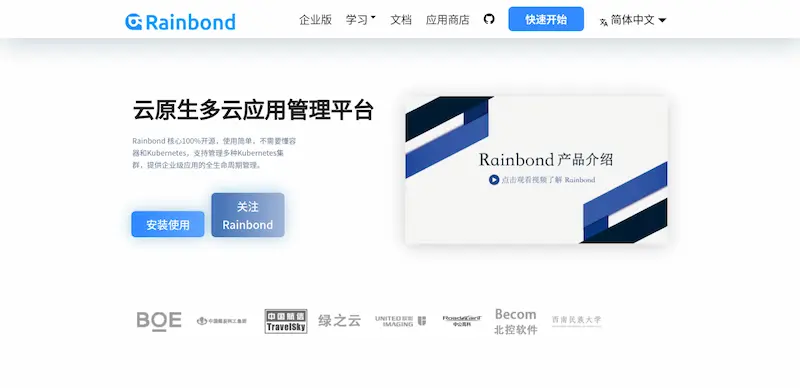 Rainbond
企业版
学习
文档
应用商店
快速开始
简体中文
云原生多云应用管理平台
Rainbond 核心100%开源，使用简单，不需要懂容
器和Kubernetes，支持管理多种Kubernetes集
群，提供企业级应用的全生命周期管理。
安装使用
关注
Rainbond
Rainbond 产品介绍
点击观看视频了解 Rainbond
BOE
TravelSky
绿之云
UNITED
IMAGING
Becom
北控软件
西南民族大学